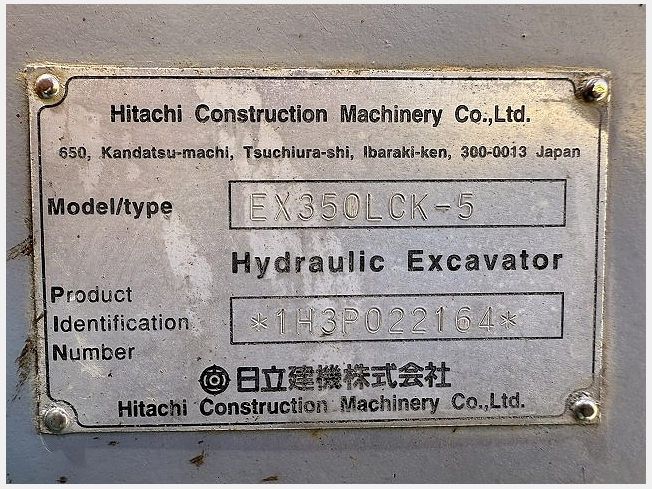 Hitachi Construction Machinery Co.,Ltd.
650, Kandatsu-machi, Tsuchiura-shi, Ibaraki-ken, 300-0013 Japan
Model/type EX350LCK-5
Hydraulic Excavator
Product
Identification *1H3P022164*
Number
日立建機株式会社
Hitachi Construction Machinery Co.,Ltd.